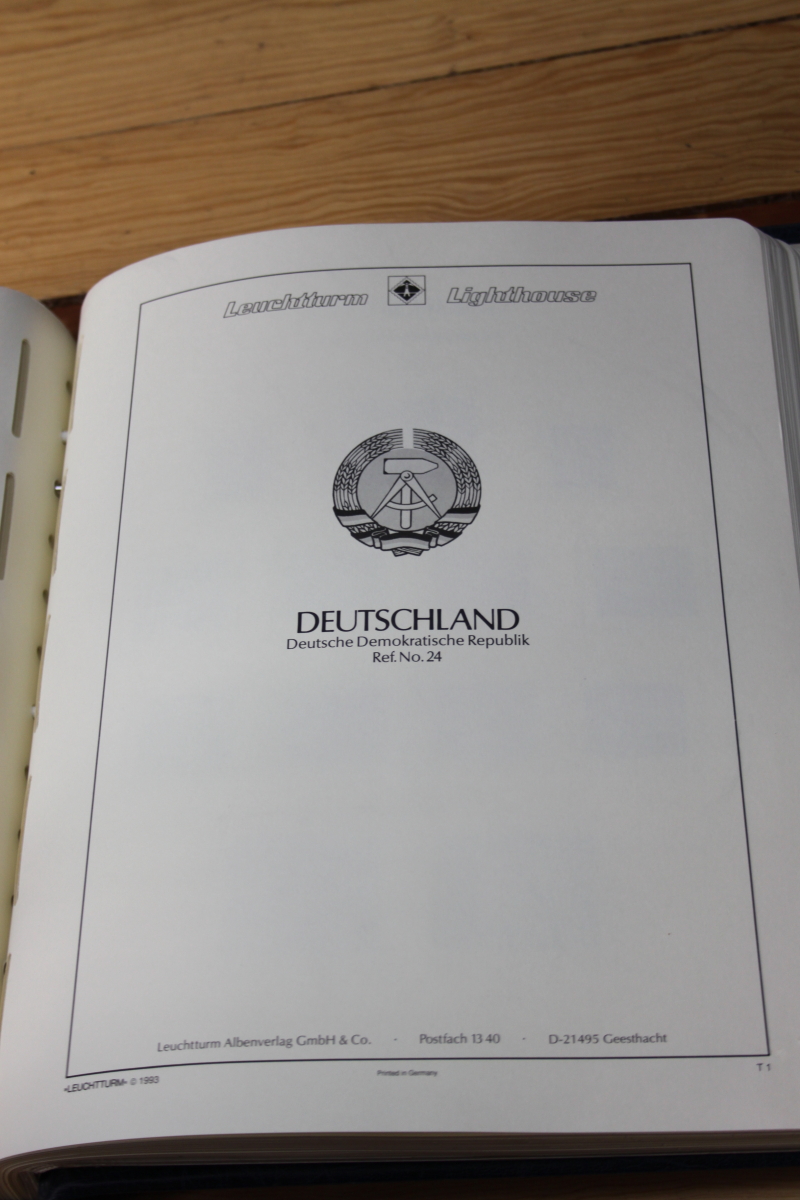 Leuchtturm Lighthouse
DEUTSCHLAND
Deutsche Demokratische Republik
Ref. No. 24
Leuchtturm Albenverlag GmbH & Co. · Postfach 13 40 · D-21495 Geesthacht
»LEUCHTTURM« © 1993 Printed in Germany T 1